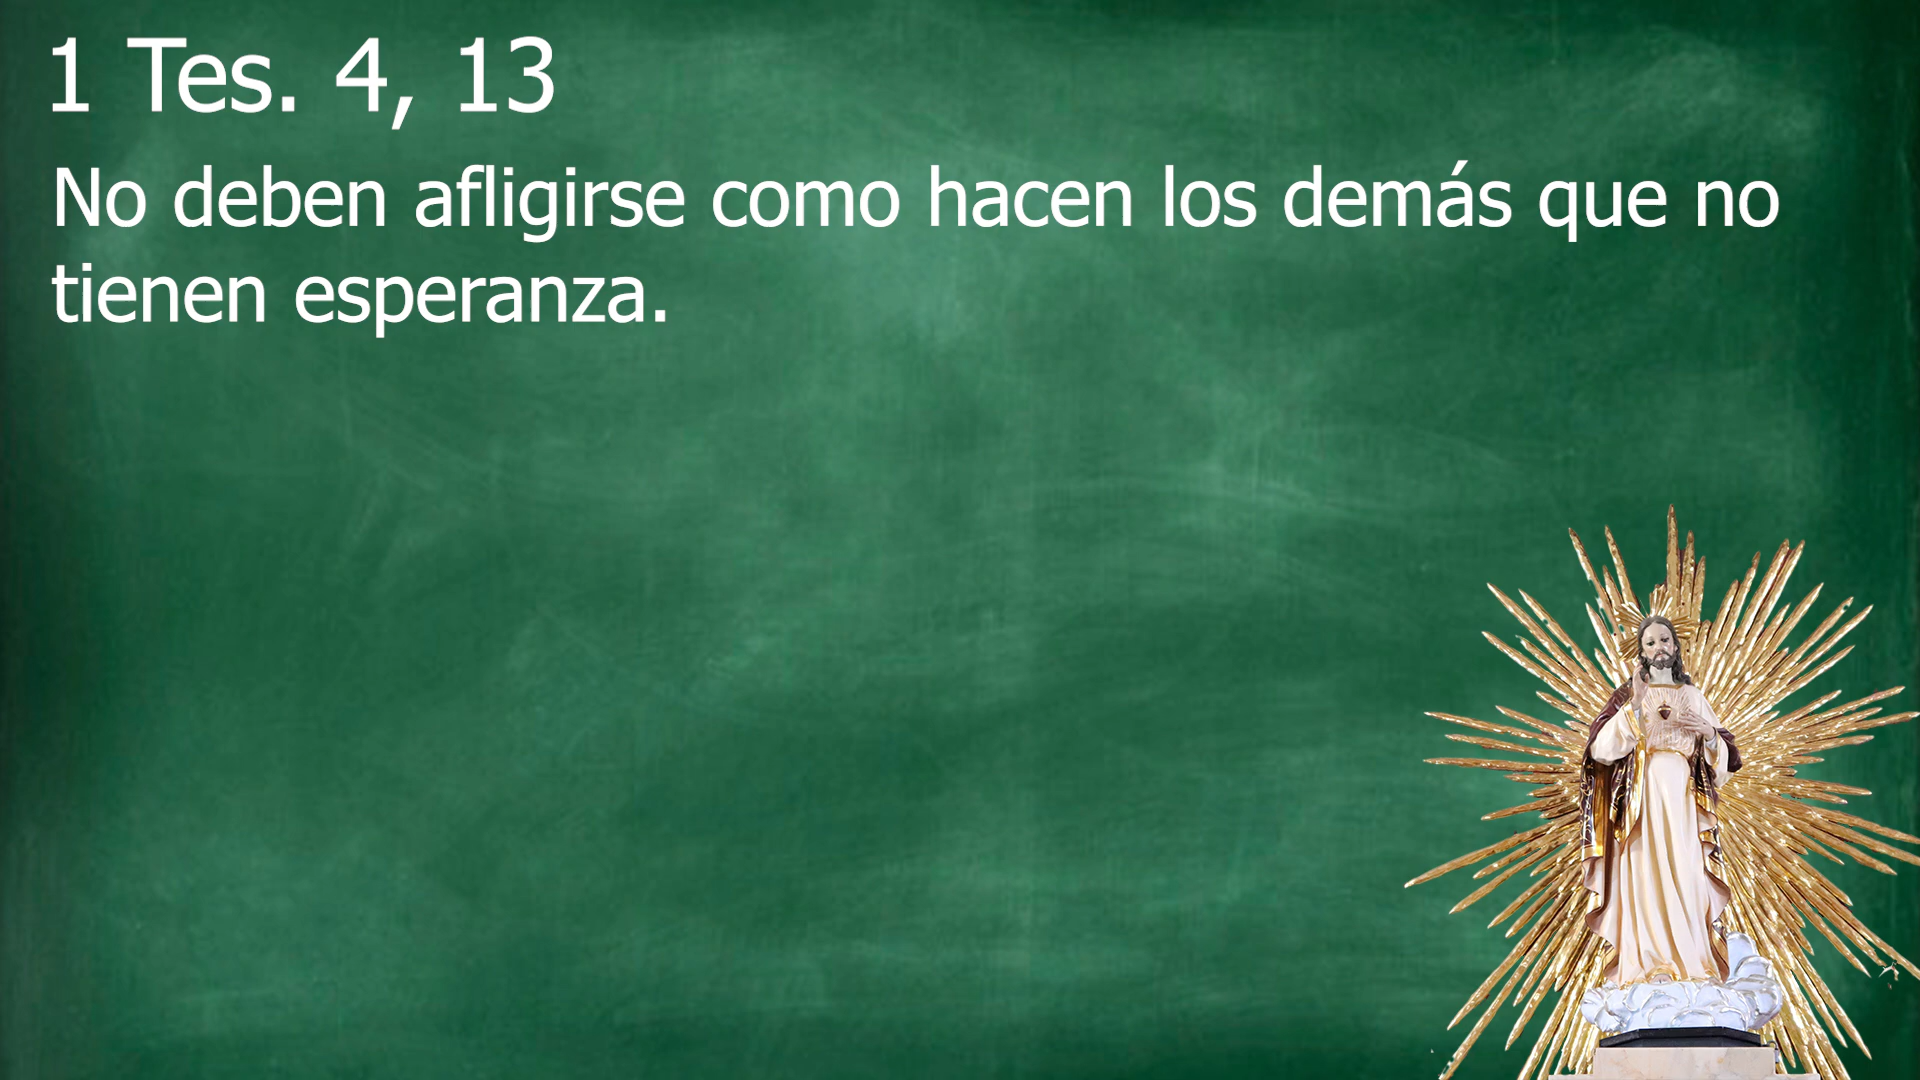 1 Tes. 4, 13
No deben afligirse como hacen los demás que no
tienen esperanza.